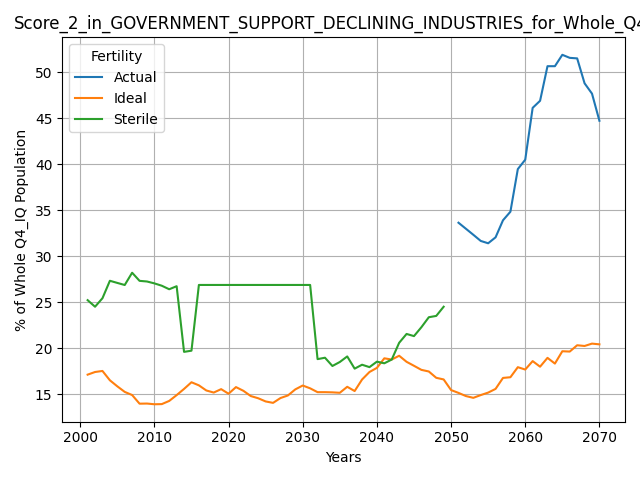 Score_2_in_GOVERNMENT_SUPPORT_DECLINING_INDUSTRIES_for_Whole_Q4
Fertility
Actual
Ideal
Sterile
% of Whole Q4_IQ Population
50
45
40
35
30
25
20
15
2000 2010 2020 2030 2040 2050 2060 2070
Years